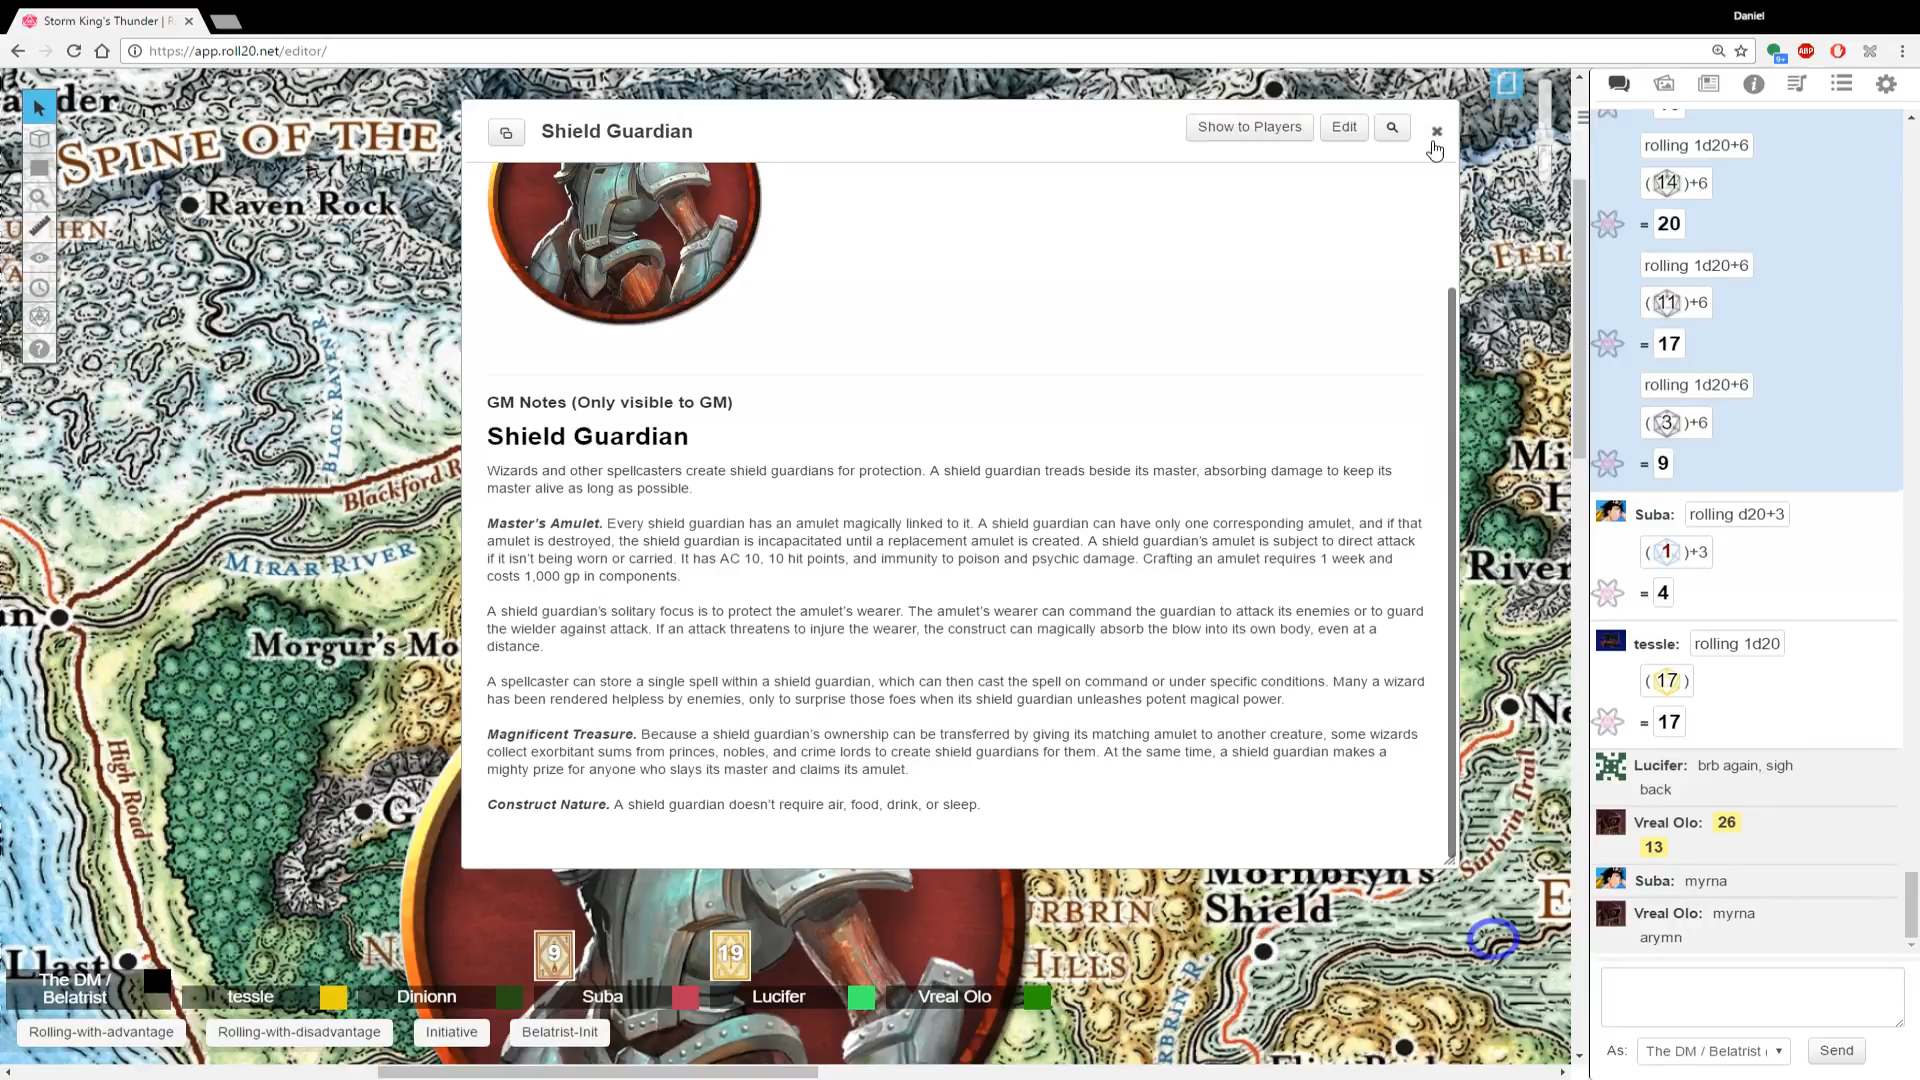 Daniel
Storm King's Thunder | R
https://app.roll20.net/editor/
SPINE OF THE
Raven Rock
BLACK RAVENER
Blackford R
MIRAR RIVER
Morgur's Mo
High Road
Llast
Mornbryn's
Shield
SURBRIN
HILLS
Surbrin Trail
Shield Guardian
Show to Players
Edit
GM Notes (Only visible to GM)
Shield Guardian
Wizards and other spellcasters create shield guardians for protection. A shield guardian treads beside its master, absorbing damage to keep its
master alive as long as possible.
Master's Amulet. Every shield guardian has an amulet magically linked to it. A shield guardian can have only one corresponding amulet, and if that
amulet is destroyed, the shield guardian is incapacitated until a replacement amulet is created. A shield guardian's amulet is subject to direct attack
if it isn't being worn or carried. It has AC 10, 10 hit points, and immunity to poison and psychic damage. Crafting an amulet requires 1 week and
costs 1,000 gp in components.
A shield guardian's solitary focus is to protect the amulet's wearer. The amulet's wearer can command the guardian to attack its enemies or to guard
the wielder against attack. If an attack threatens to injure the wearer, the construct can magically absorb the blow into its own body, even at a
distance.
A spellcaster can store a single spell within a shield guardian, which can then cast the spell on command or under specific conditions. Many a wizard
has been rendered helpless by enemies, only to surprise those foes when its shield guardian unleashes potent magical power.
Magnificent Treasure. Because a shield guardian's ownership can be transferred by giving its matching amulet to another creature, some wizards
collect exorbitant sums from princes, nobles, and crime lords to create shield guardians for them. At the same time, a shield guardian makes a
mighty prize for anyone who slays its master and claims its amulet.
Construct Nature. A shield guardian doesn't require air, food, drink, or sleep.
9
19
The DM /
Belatrist
tessle
Dinionn
Suba
Lucifer
Vreal Olo
Rolling-with-advantage
Rolling-with-disadvantage
Initiative
Belatrist-Init
rolling 1d20+6
(14)+6
= 20
rolling 1d20+6
(11)+6
= 17
rolling 1d20+6
(3)+6
= 9
Suba: rolling d20+3
(1)+3
= 4
tessle: rolling 1d20
(17)
= 17
Lucifer: brb again, sigh
back
Vreal Olo: 26
13
Suba: myrna
Vreal Olo: myrna
arymn
As: The DM / Belatrist (
Send